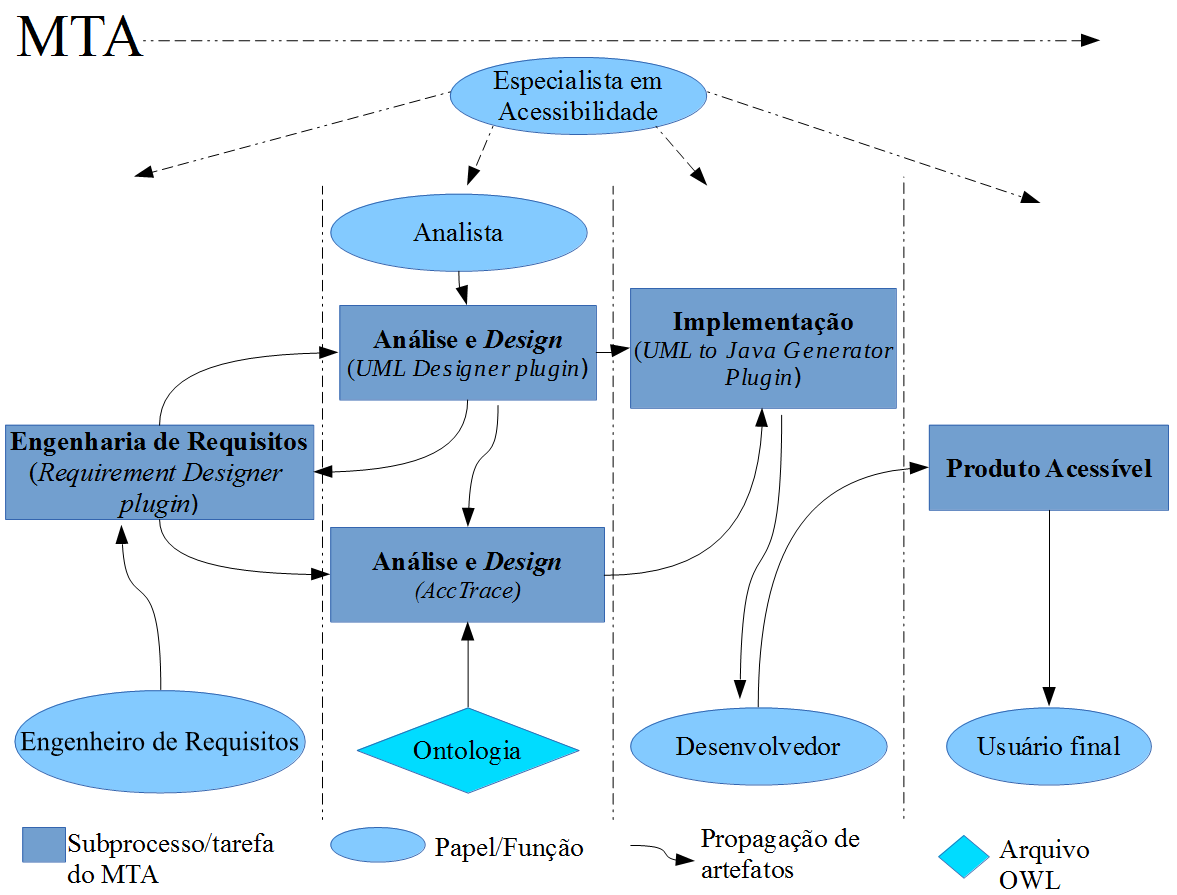 MTA
Especialista em
Acessibilidade
Analista
Análise e Design
(UML Designer plugin)
Implementação
(UML to Java Generator
Plugin)
Engenharia de Requisitos
(Requirement Designer
plugin)
Produto Acessível
Análise e Design
(AccTrace)
Engenheiro de Requisitos
Ontologia
Desenvolvedor
Usuário final
Subprocesso/tarefa
do MTA
Papel/Função
Propagação de
artefatos
Arquivo
OWL